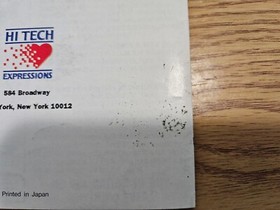 HI TECH
EXPRESSIONS
584 Broadway
York, New York 10012
Printed in Japan